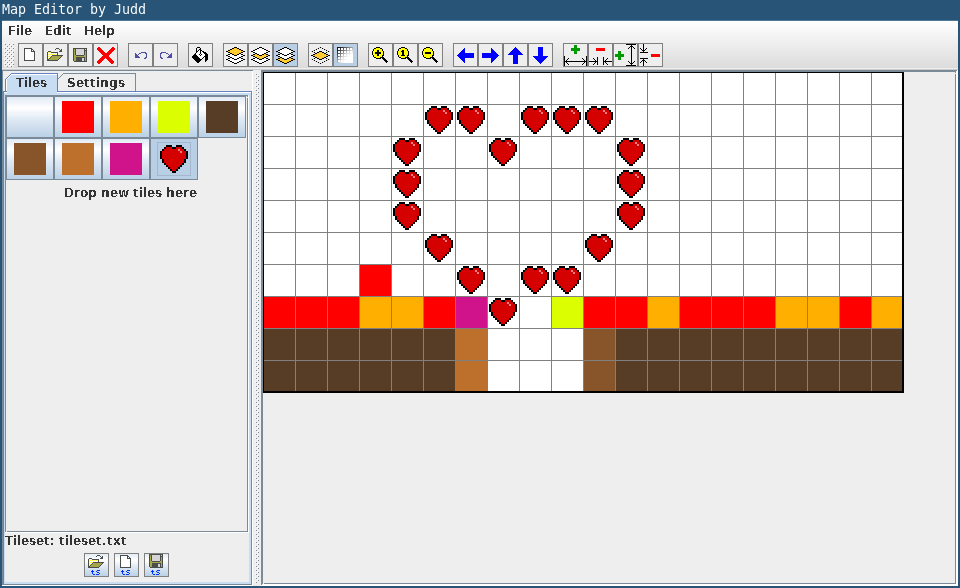 Map Editor by Judd
File Edit Help
1
Tiles Settings
Drop new tiles here
Tileset: tileset.txt
ts ts ts